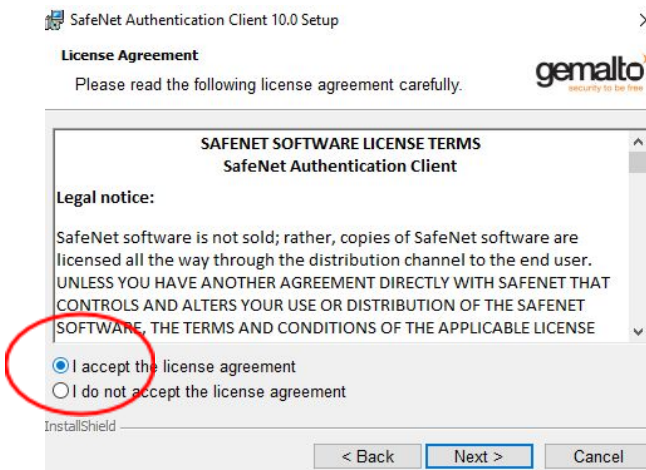 SafeNet Authentication Client 10.0 Setup
License Agreement
Please read the following license agreement carefully.
gemalto
security to be free
SAFENET SOFTWARE LICENSE TERMS
SafeNet Authentication Client
Legal notice:
SafeNet software is not sold; rather, copies of SafeNet software are
licensed all the way through the distribution channel to the end user.
UNLESS YOU HAVE ANOTHER AGREEMENT DIRECTLY WITH SAFENET THAT
CONTROLS AND ALTERS YOUR USE OR DISTRIBUTION OF THE SAFENET
SOFTWARE, THE TERMS AND CONDITIONS OF THE APPLICABLE LICENSE
I accept the license agreement
I do not accept the license agreement
InstallShield
< Back Next > Cancel